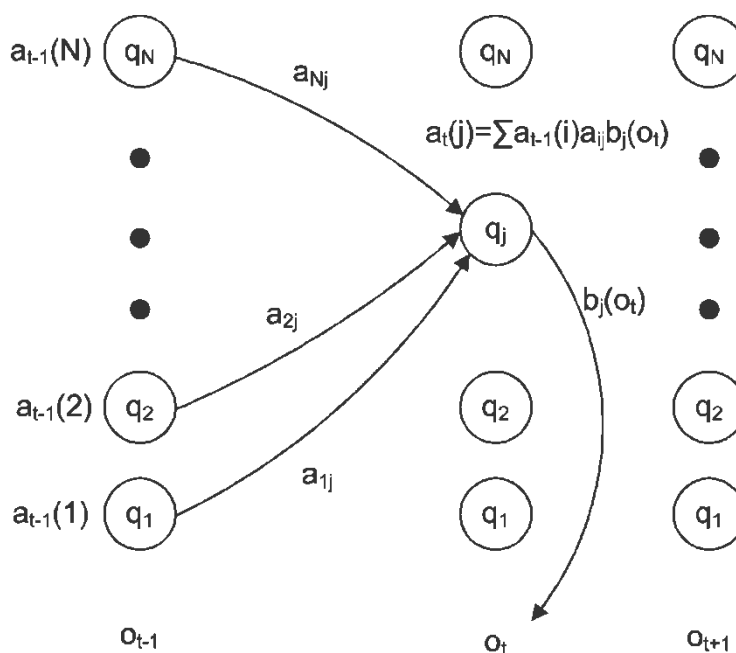 a_{t-1}(N) q_N q_N q_N
a_{Nj}
a_t(j)=∑a_{t-1}(i)a_{ij}b_j(o_t)
q_j
b_j(o_t)
a_{2j}
a_{t-1}(2) q_2 q_2 q_2
a_{1j}
a_{t-1}(1) q_1 q_1 q_1
o_{t-1} o_t o_{t+1}